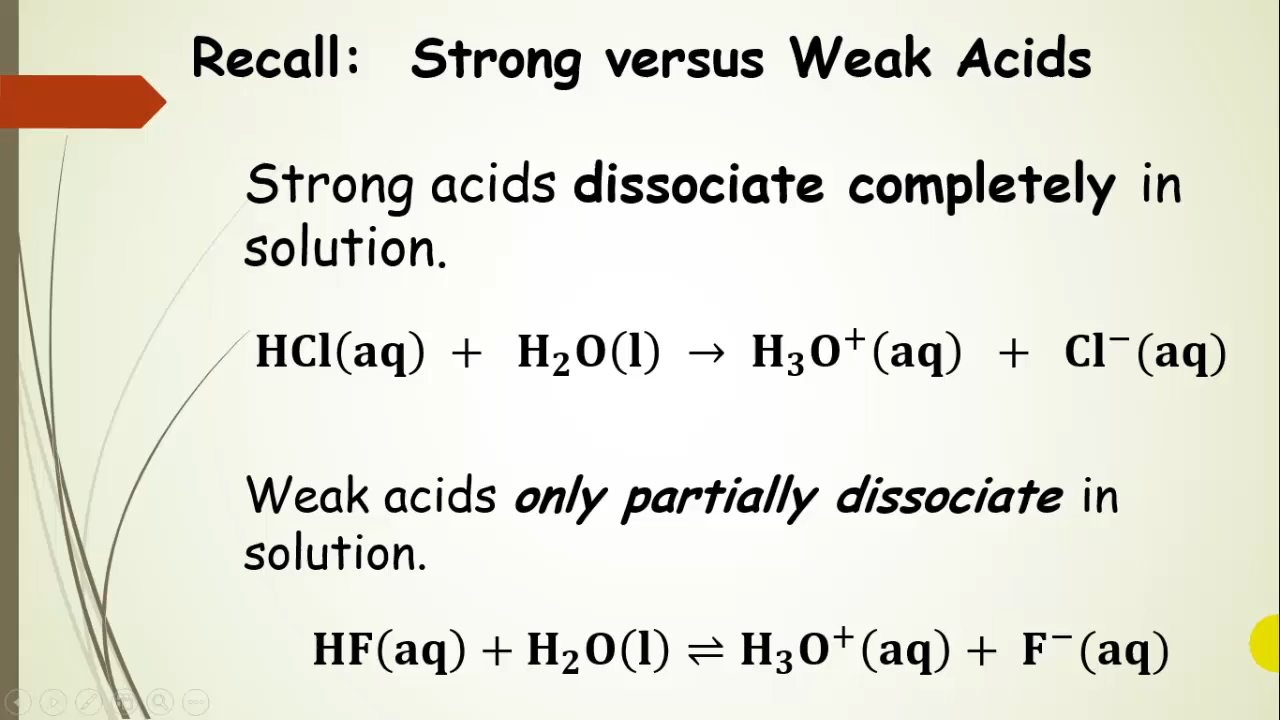 Recall: Strong versus Weak Acids
Strong acids dissociate completely in
solution.
HCl(aq) + H₂O(l) → H₃O⁺(aq) + Cl⁻(aq)
Weak acids only partially dissociate in
solution.
HF(aq) + H₂O(l) ⇌ H₃O⁺(aq) + F⁻(aq)